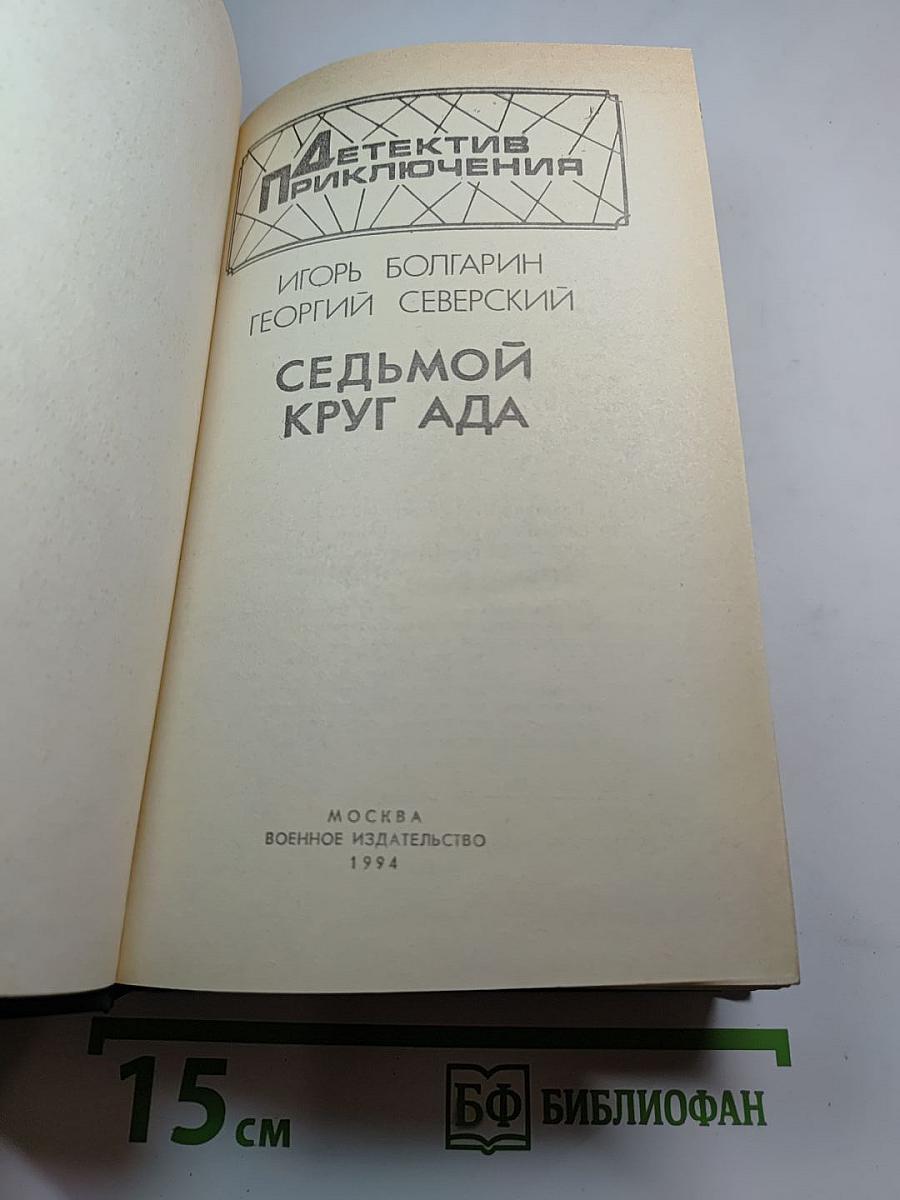 ДЕТЕКТИВ
ПРИКЛЮЧЕНИЯ
ИГОРЬ БОЛГАРИН
ГЕОРГИЙ СЕВЕРСКИЙ
СЕДЬМОЙ
КРУГ АДА
МОСКВА
ВОЕННОЕ ИЗДАТЕЛЬСТВО
1994
15 СМ
БФ БИБЛИОФАН